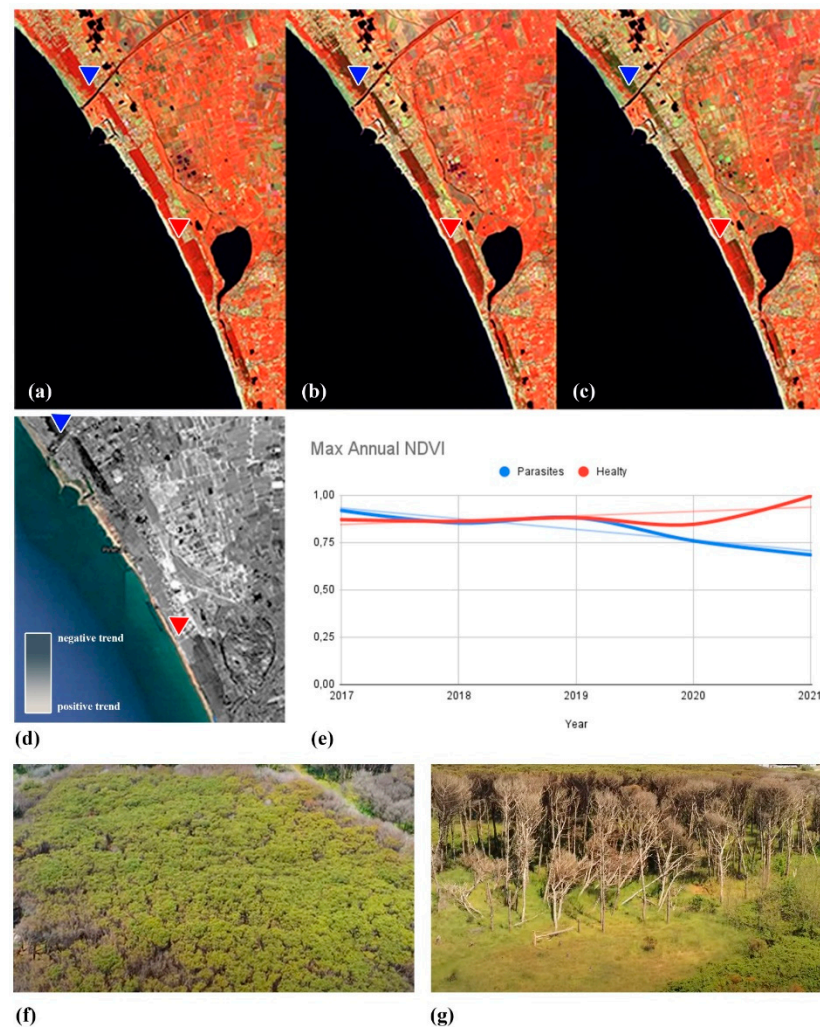 (a)
(b)
(c)
negative trend
positive trend
(d)
Max Annual NDVI
Parasites
Healty
1,00
0,75
0,50
0,25
0,00
2017
2018
2019
2020
2021
Year
(e)
(f)
(g)